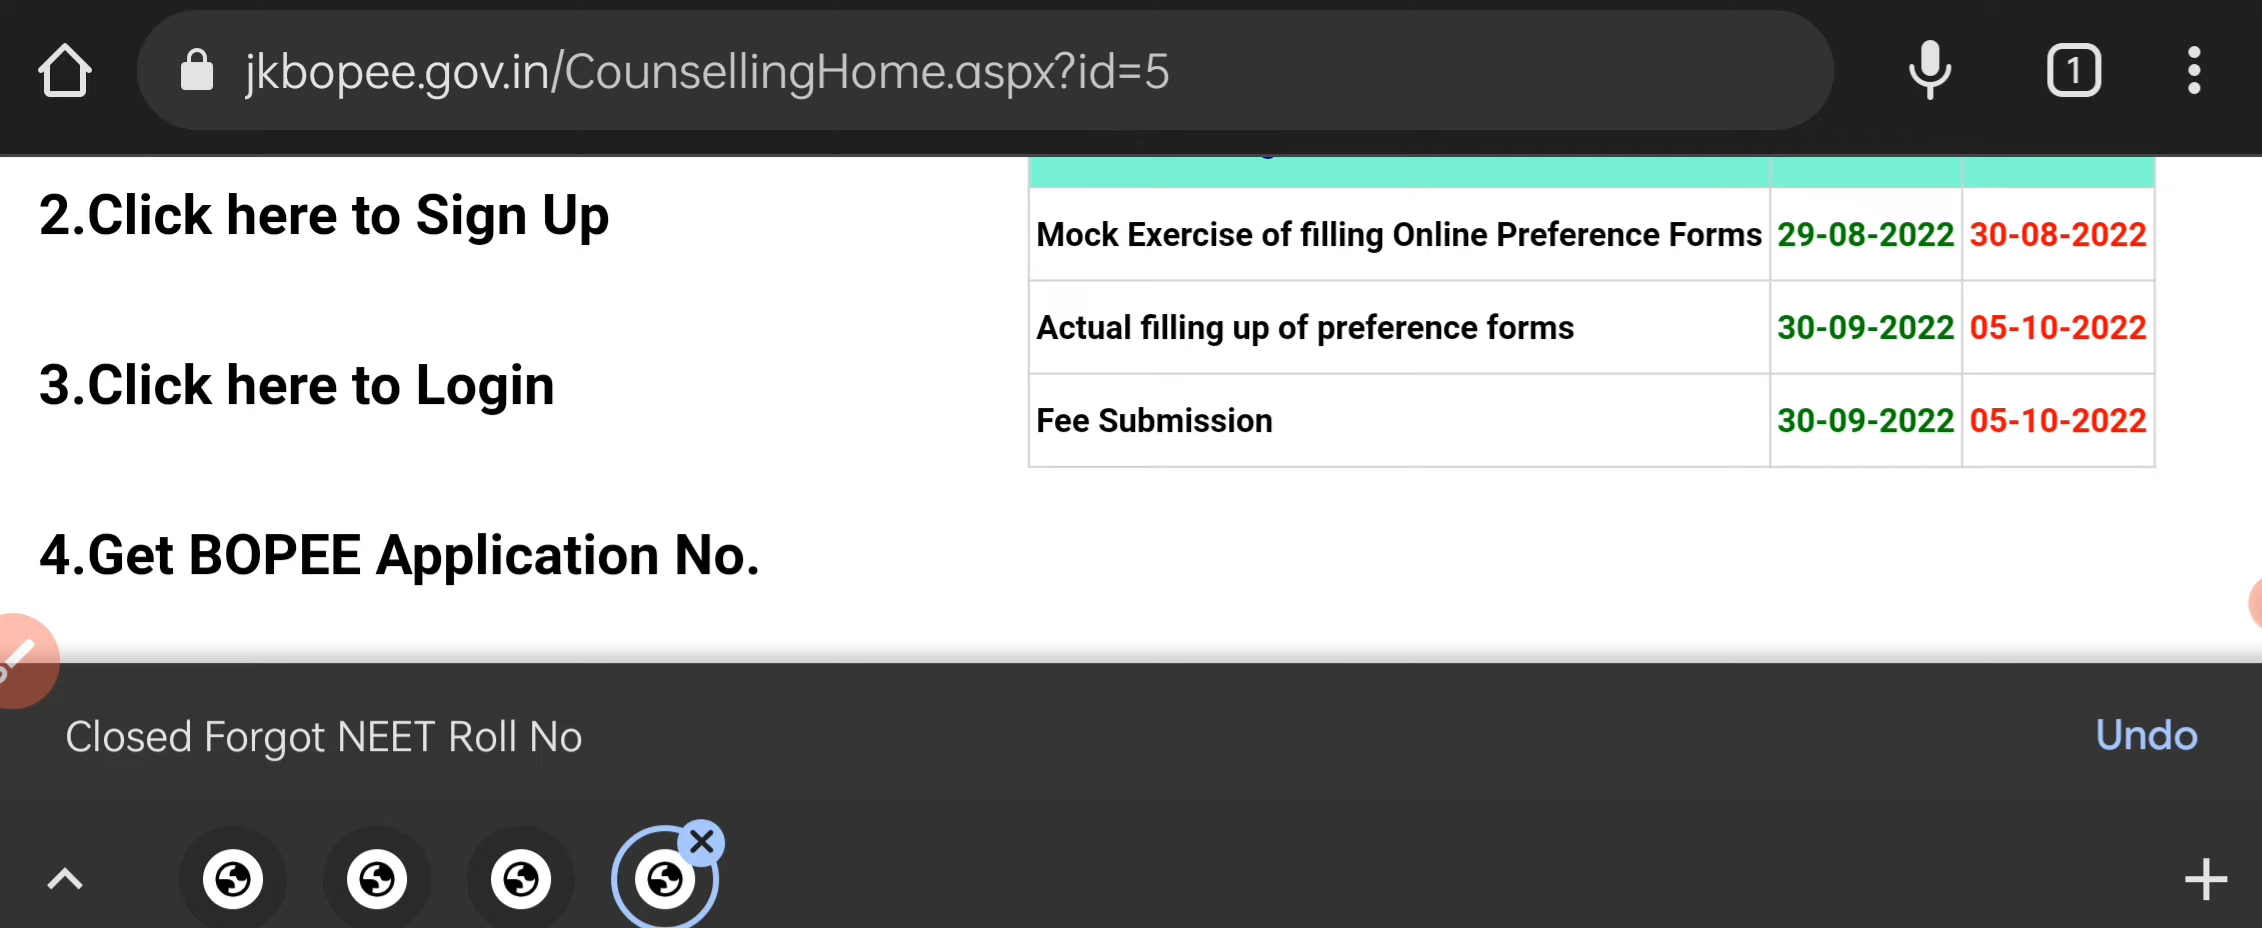 jkbopee.gov.in/CounsellingHome.aspx?id=5
1
2.Click here to Sign Up
3.Click here to Login
4.Get BOPEE Application No.
Mock Exercise of filling Online Preference Forms 29-08-2022 30-08-2022
Actual filling up of preference forms 30-09-2022 05-10-2022
Fee Submission 30-09-2022 05-10-2022
Closed Forgot NEET Roll No
Undo